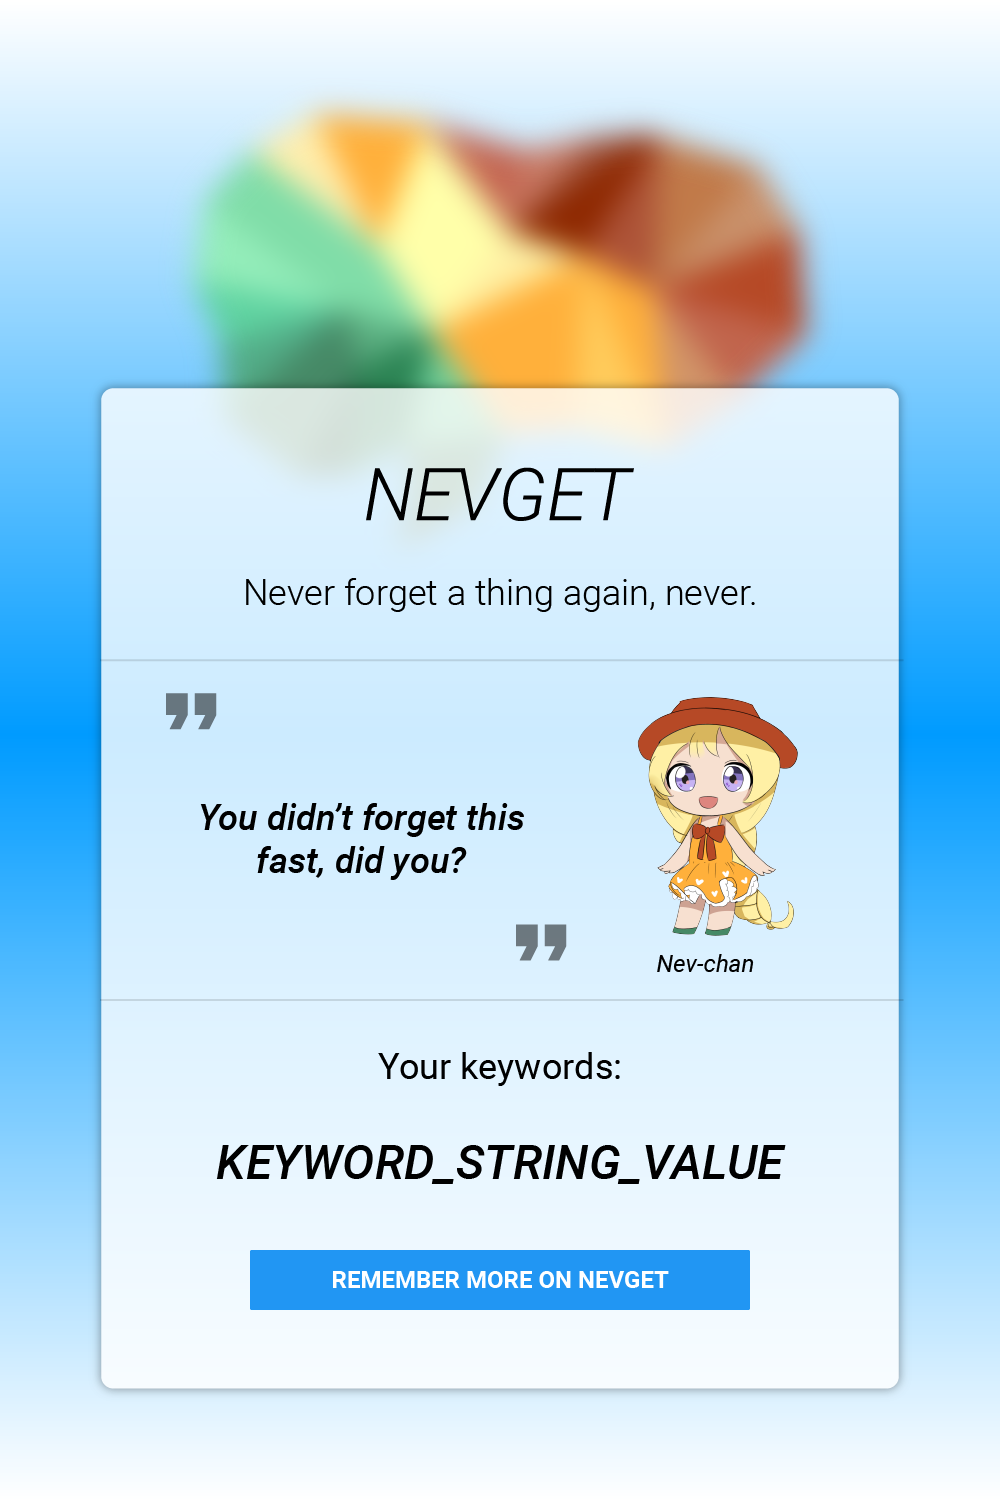 NEVGET
Never forget a thing again, never.
”
You didn’t forget this
fast, did you?
”
Nev-chan
Your keywords:
KEYWORD_STRING_VALUE
REMEMBER MORE ON NEVGET